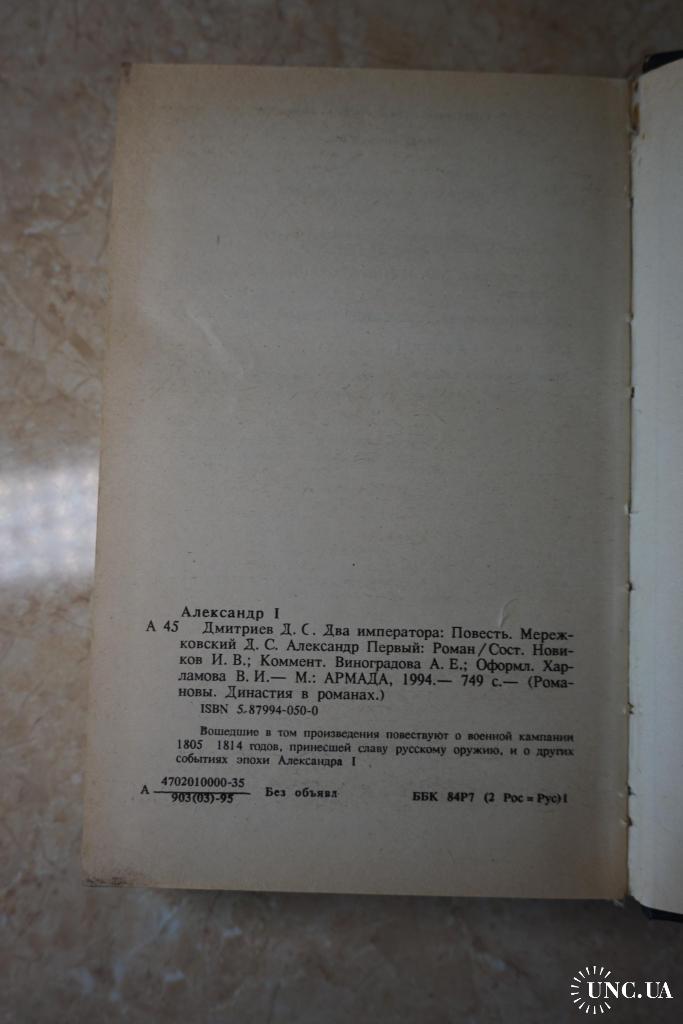 Александр I
А 45 Дмитриев Д. С. Два императора: Повесть. Мереж-
ковский Д. С. Александр Первый: Роман/Сост. Нови-
ков И. В.; Коммент. Виноградова А. Е.; Оформл. Хар-
ламова В. И.— М.: АРМАДА, 1994.— 749 с.— (Рома-
новы. Династия в романах.)
ISBN 5-87994-050-0
Вошедшие в том произведения повествуют о военной кампании
1805 1814 годов, принесшей славу русскому оружию, и о других
событиях эпохи Александра I
А 4702010000-35
903(03)-95 Без объявл ББК 84Р7 (2 Рос=Рус)1
UNC.UA